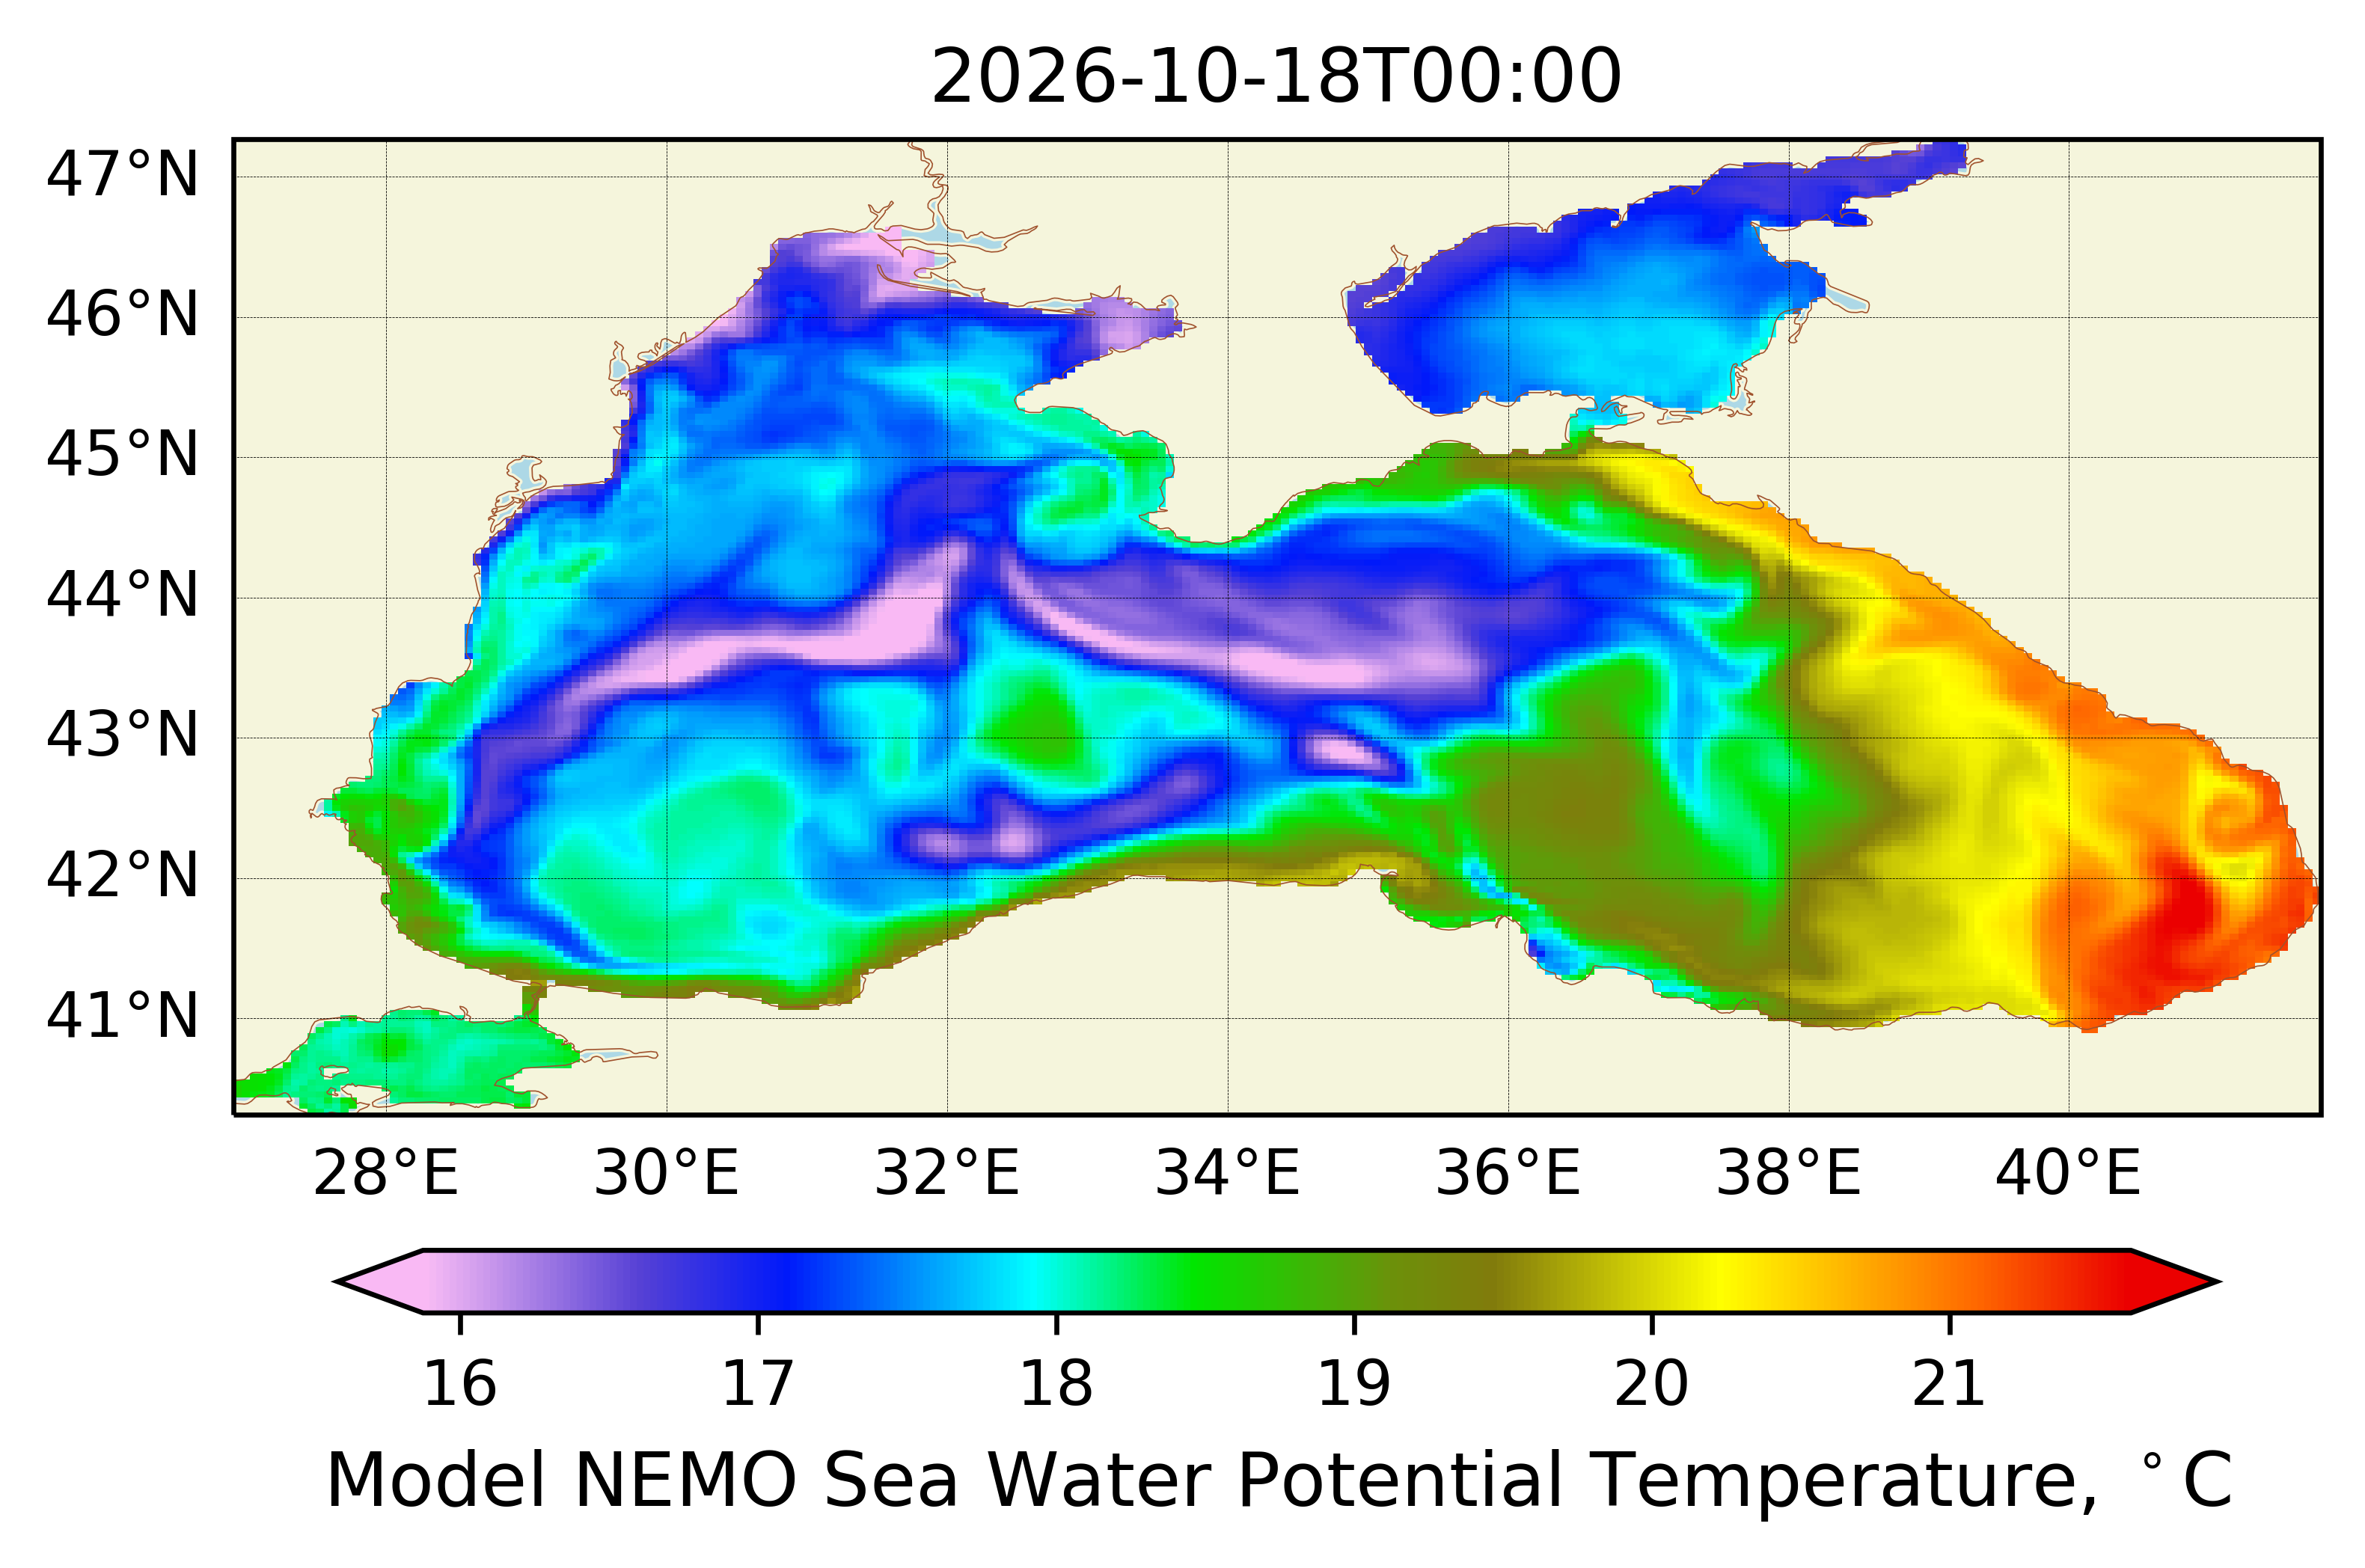 2026-10-18T00:00
47°N
46°N
45°N
44°N
43°N
42°N
41°N
28°E 30°E 32°E 34°E 36°E 38°E 40°E
16 17 18 19 20 21
Model NEMO Sea Water Potential Temperature, °C